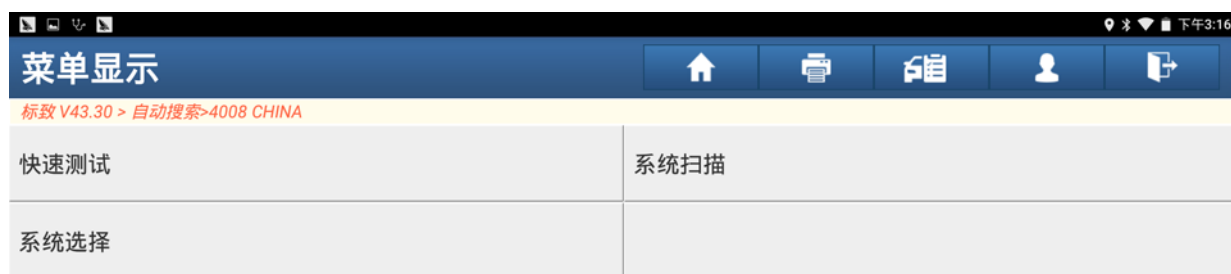 下午3:16
菜单显示
标致 V43.30 > 自动搜索>4008 CHINA
快速测试
系统扫描
系统选择